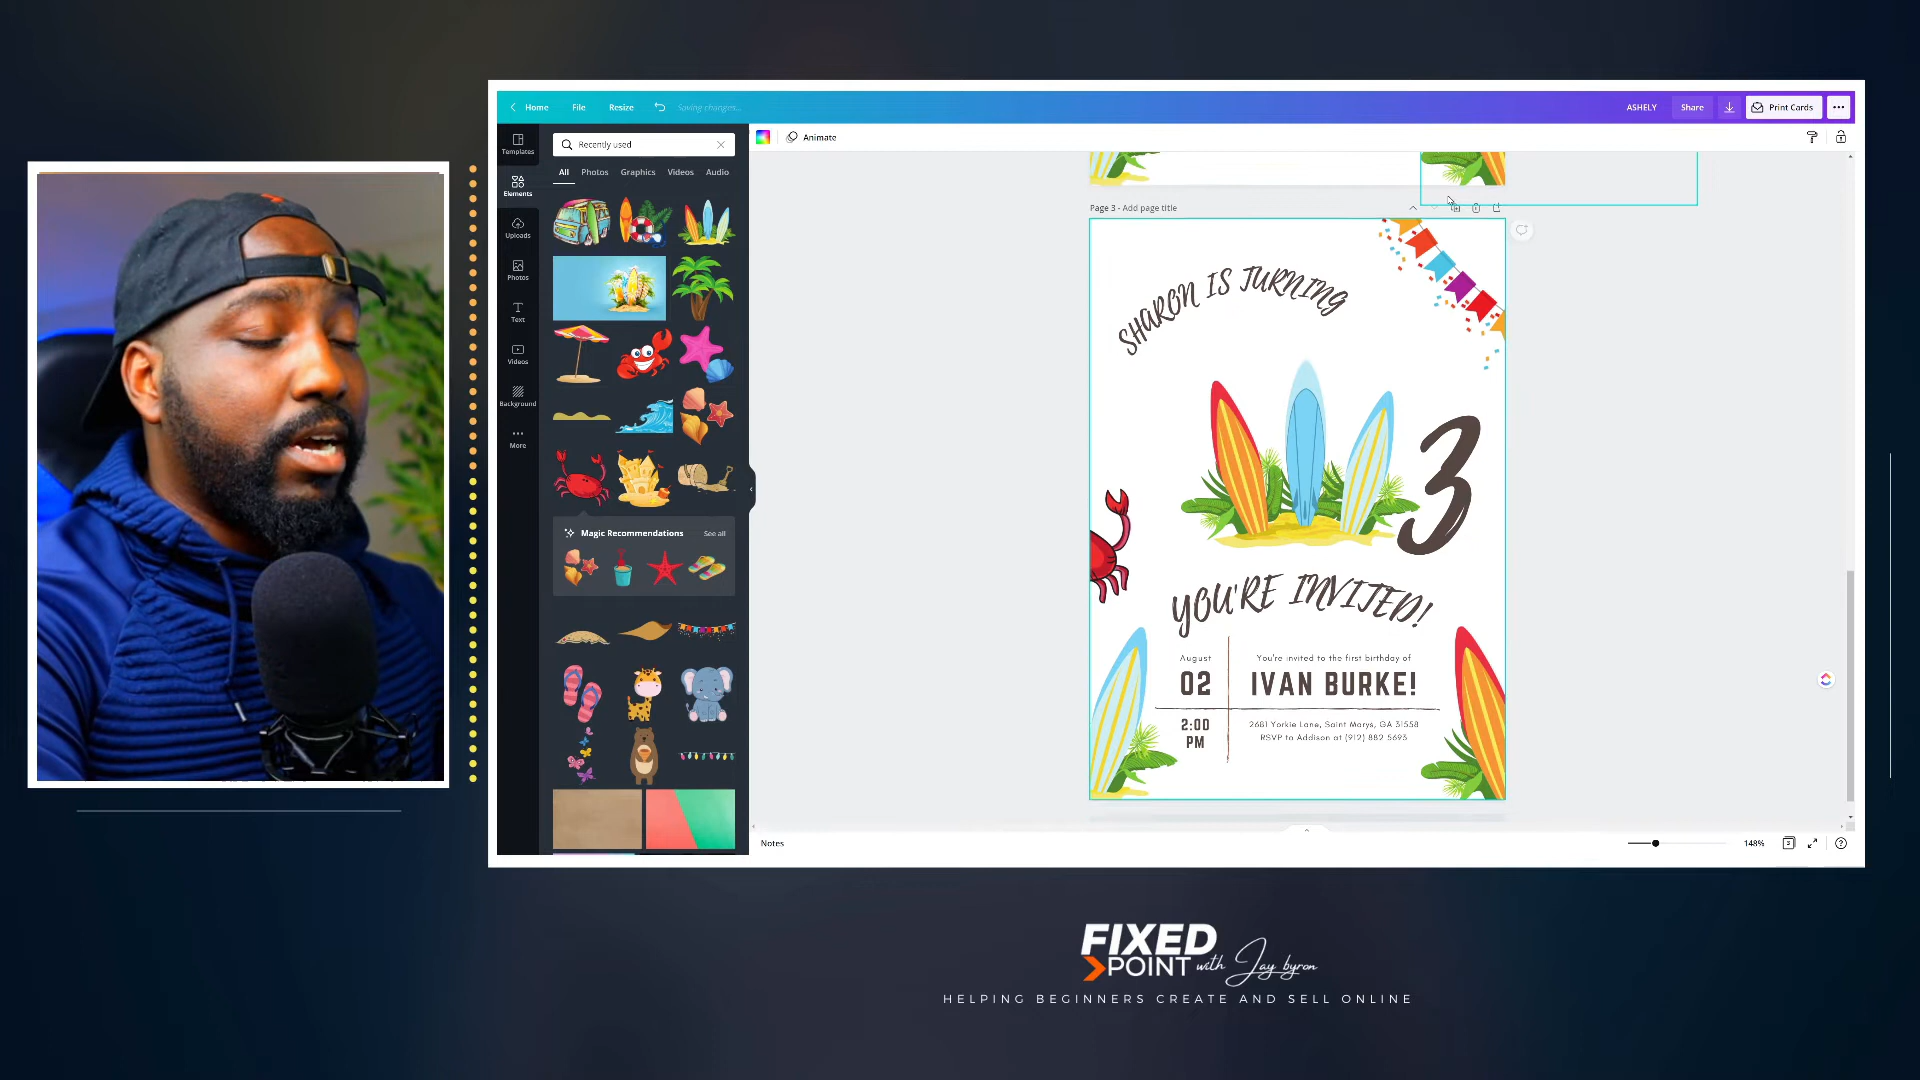 Home File Resize Saving changes... ASHELY Share Print Cards
Templates
Elements
Uploads
Photos
Text
Videos
Background
More
Recently used
All Photos Graphics Videos Audio
Magic Recommendations See all
Animate
Page 3 - Add page title
SHARON IS TURNING
3
YOU'RE INVITED!
August
02
2:00
PM
You're invited to the first birthday of
IVAN BURKE!
2681 Yorkie Lane, Saint Marys, GA 31558
RSVP to Addison at (912) 882 5693
Notes
148%
3
FIXED
POINT with Jay byron
HELPING BEGINNERS CREATE AND SELL ONLINE